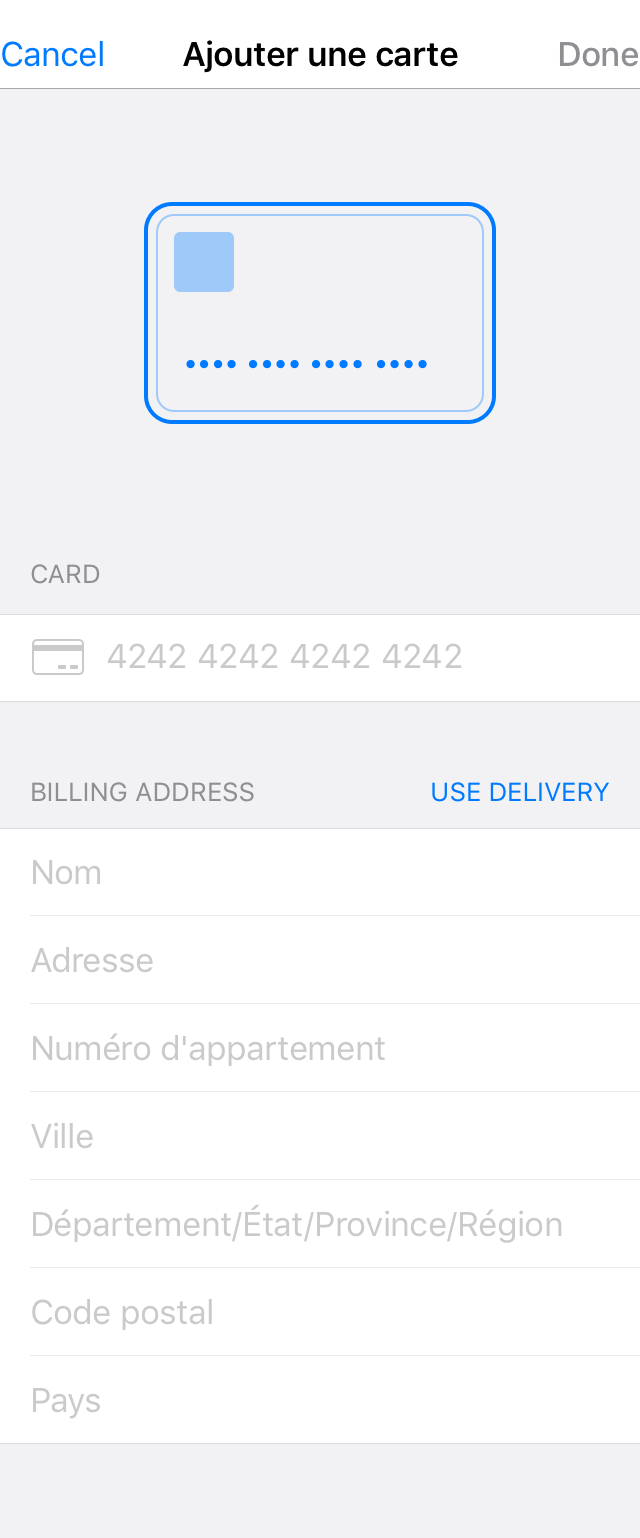 Cancel Ajouter une carte Done
•••• •••• •••• ••••
CARD
4242 4242 4242 4242
BILLING ADDRESS USE DELIVERY
Nom
Adresse
Numéro d'appartement
Ville
Département/État/Province/Région
Code postal
Pays